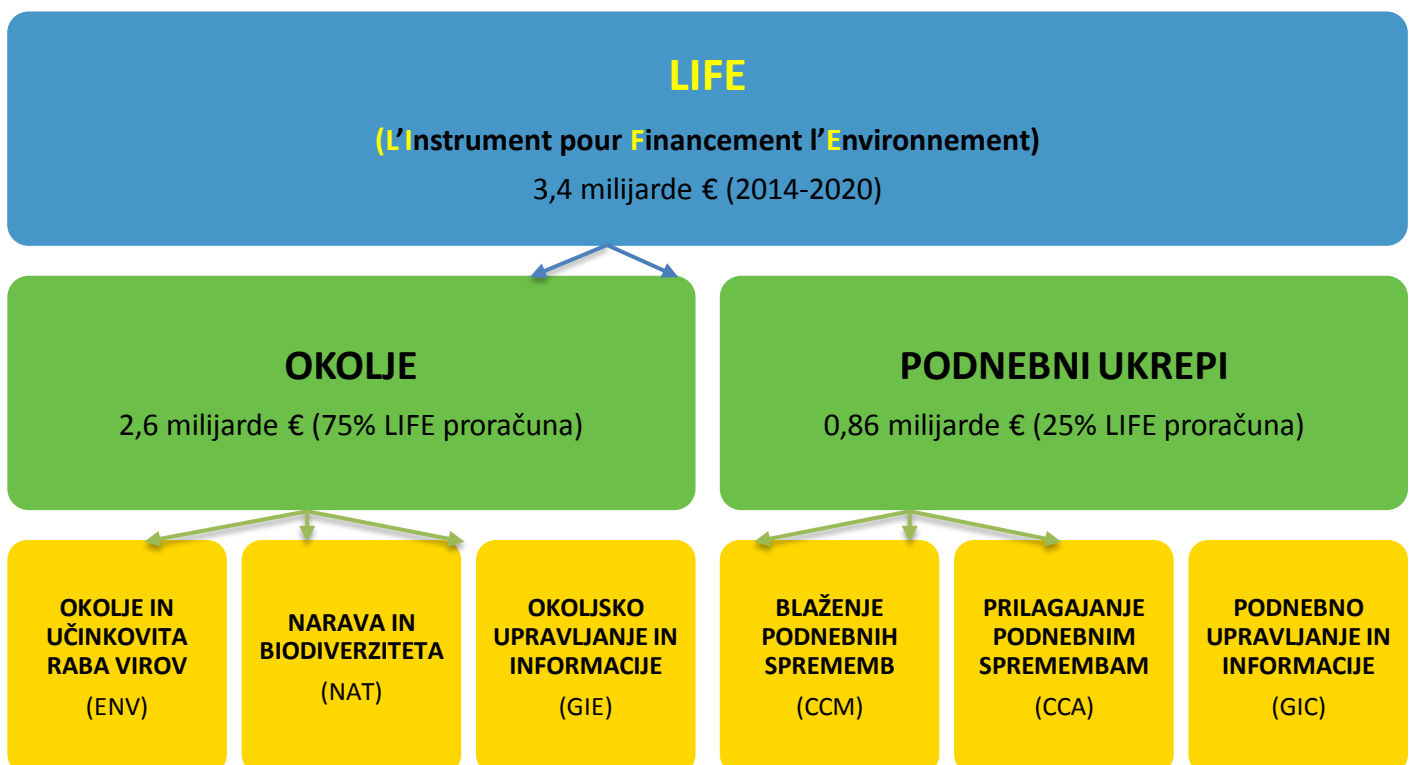 LIFE
(L’Instrument pour Financement l’Environnement)
3,4 milijarde € (2014-2020)
OKOLJE
2,6 milijarde € (75% LIFE proračuna)
PODNEBNI UKREPI
0,86 milijarde € (25% LIFE proračuna)
OKOLJE IN
UČINKOVITA
RABA VIROV
(ENV)
NARAVA IN
BIODIVERZITETA
(NAT)
OKOLJSKO
UPRAVLJANJE IN
INFORMACIJE
(GIE)
BLAŽENJE
PODNEBNIH
SPREMEMB
(CCM)
PRILAGAJANJE
PODNEBNIM
SPREMEMBAM
(CCA)
PODNEBNO
UPRAVLJANJE IN
INFORMACIJE
(GIC)